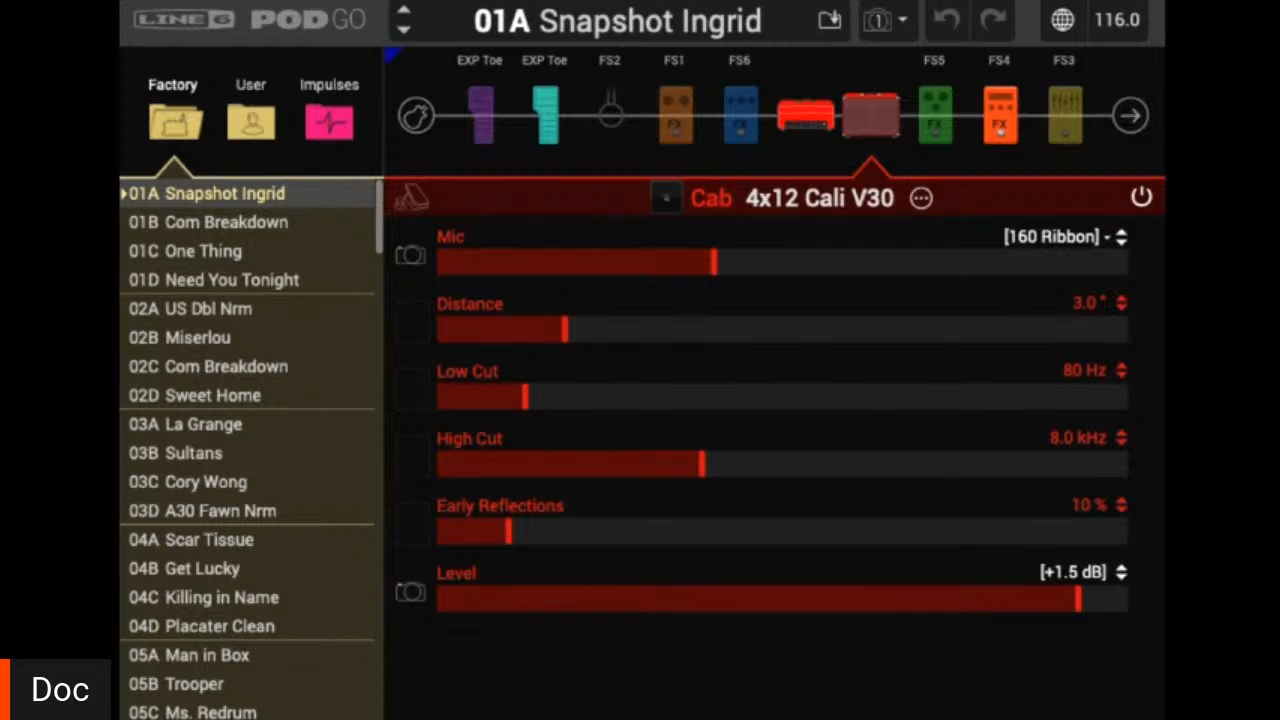 LINE 6 POD GO
01A Snapshot Ingrid
1
116.0
Factory
User
Impulses
EXP Toe
EXP Toe
FS2
FS1
FS6
FS5
FS4
FS3
FX
FX
FX
FX
01A Snapshot Ingrid
01B Com Breakdown
01C One Thing
01D Need You Tonight
02A US Dbl Nrm
02B Miserlou
02C Com Breakdown
02D Sweet Home
03A La Grange
03B Sultans
03C Cory Wong
03D A30 Fawn Nrm
04A Scar Tissue
04B Get Lucky
04C Killing in Name
04D Placater Clean
05A Man in Box
05B Trooper
05C Ms. Redrum
Cab 4x12 Cali V30
Mic [160 Ribbon]
Distance 3.0 "
Low Cut 80 Hz
High Cut 8.0 kHz
Early Reflections 10 %
Level [+1.5 dB]
Doc